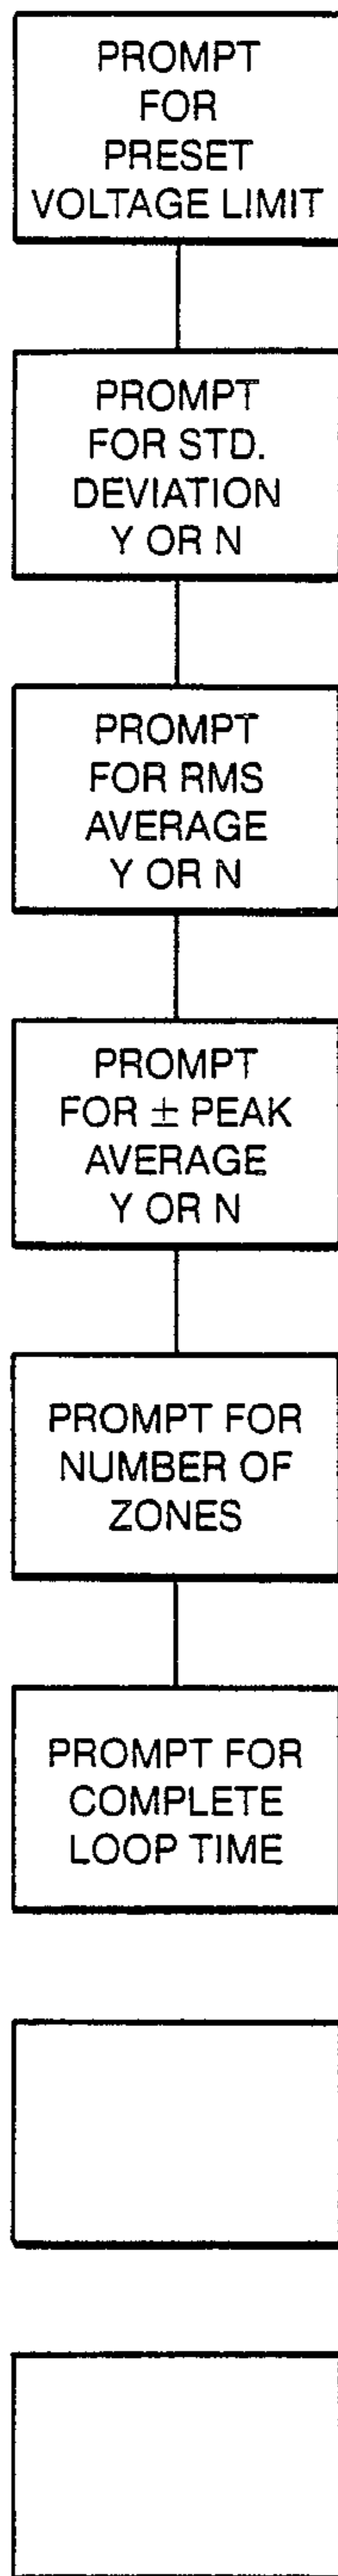 PROMPT
FOR
PRESET
VOLTAGE LIMIT
PROMPT
FOR STD.
DEVIATION
Y OR N
PROMPT
FOR RMS
AVERAGE
Y OR N
PROMPT
FOR ± PEAK
AVERAGE
Y OR N
PROMPT FOR
NUMBER OF
ZONES
PROMPT FOR
COMPLETE
LOOP TIME